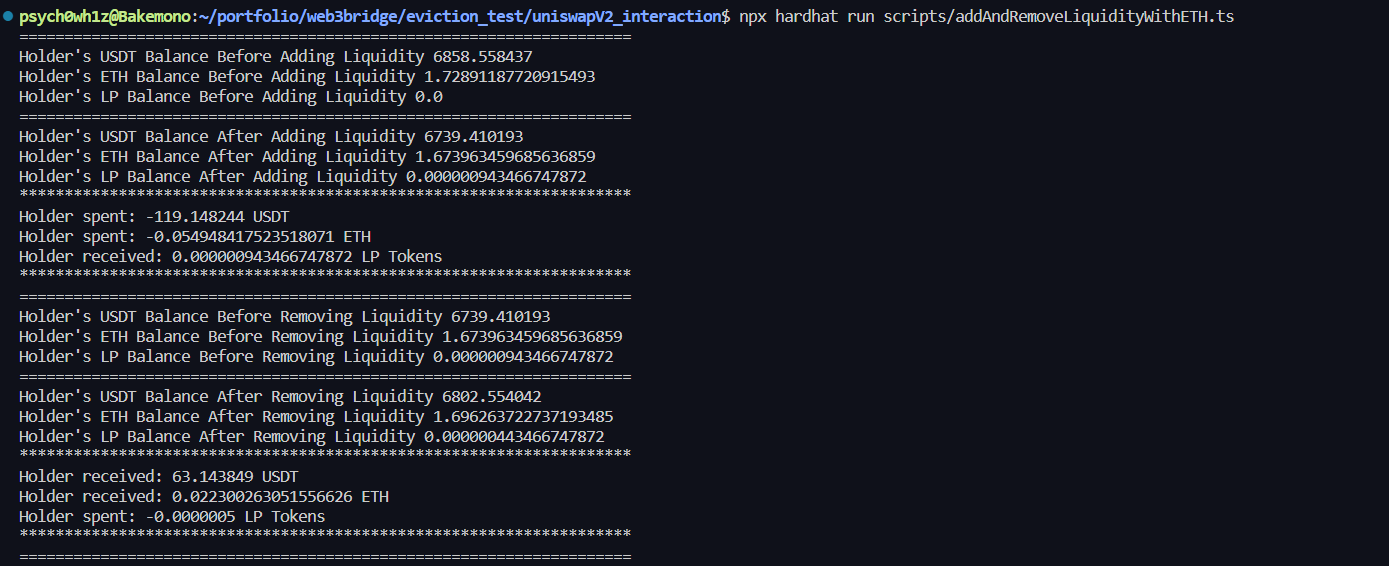 psych0wh1z@Bakemono:~/portfolio/web3bridge/eviction_test/uniswapV2_interaction$ npx hardhat run scripts/addAndRemoveLiquidityWithETH.ts
====================================================================
Holder's USDT Balance Before Adding Liquidity 6858.558437
Holder's ETH Balance Before Adding Liquidity 1.72891187720915493
Holder's LP Balance Before Adding Liquidity 0.0
====================================================================
Holder's USDT Balance After Adding Liquidity 6739.410193
Holder's ETH Balance After Adding Liquidity 1.673963459685636859
Holder's LP Balance After Adding Liquidity 0.000000943466747872
********************************************************************
Holder spent: -119.148244 USDT
Holder spent: -0.054948417523518071 ETH
Holder received: 0.000000943466747872 LP Tokens
********************************************************************
====================================================================
Holder's USDT Balance Before Removing Liquidity 6739.410193
Holder's ETH Balance Before Removing Liquidity 1.673963459685636859
Holder's LP Balance Before Removing Liquidity 0.000000943466747872
====================================================================
Holder's USDT Balance After Removing Liquidity 6802.554042
Holder's ETH Balance After Removing Liquidity 1.696263722737193485
Holder's LP Balance After Removing Liquidity 0.000000443466747872
********************************************************************
Holder received: 63.143849 USDT
Holder received: 0.022300263051556626 ETH
Holder spent: -0.0000005 LP Tokens
********************************************************************
====================================================================